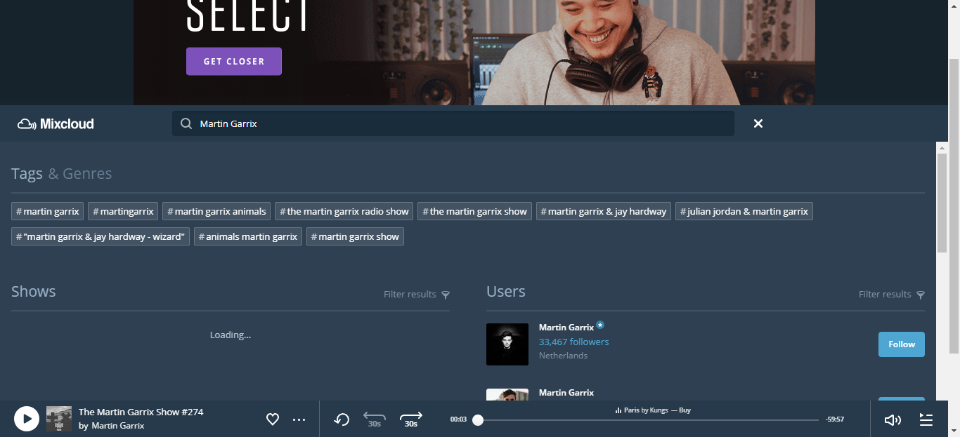 SELECT
GET CLOSER
Mixcloud
Martin Garrix
Tags & Genres
# martin garrix
# martingarrix
# martin garrix animals
# the martin garrix radio show
# the martin garrix show
# martin garrix & jay hardway
# julian jordan & martin garrix
# "martin garrix & jay hardway - wizard"
# animals martin garrix
# martin garrix show
Shows
Filter results
Loading...
Users
Filter results
Martin Garrix
33,467 followers
Netherlands
Follow
Martin Garrix
The Martin Garrix Show #274
by Martin Garrix
30s
30s
00:03
Paris by Kungs — Buy
-59:57